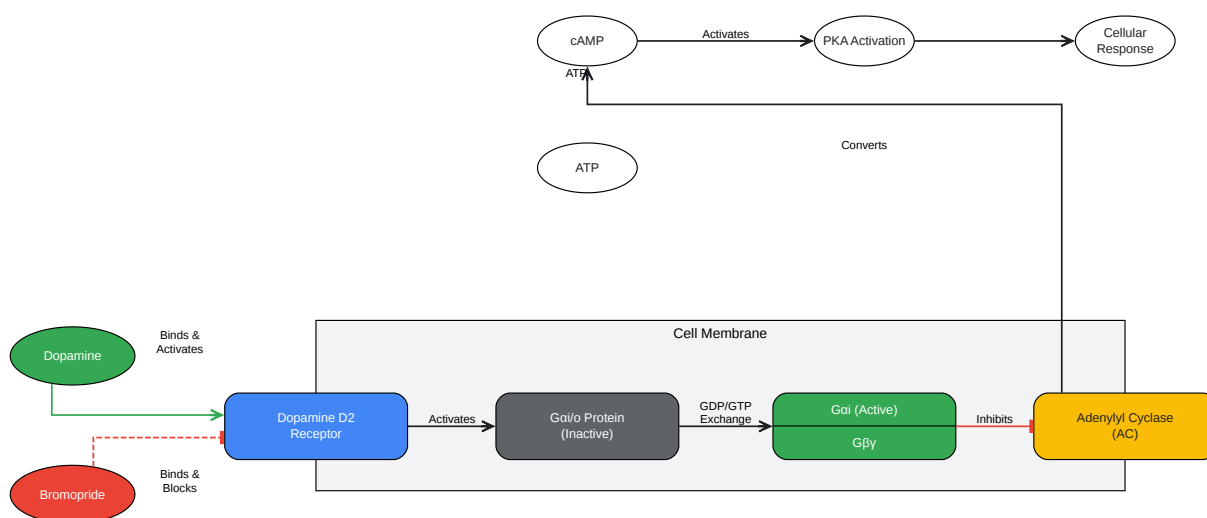 cAMP
Activates
PKA Activation
Cellular
Response
ATP
ATP
Converts
Cell Membrane
Dopamine
Binds &
Activates
Dopamine D2
Receptor
Activates
Gαi/o Protein
(Inactive)
GDP/GTP
Exchange
Gαi (Active)
Gβγ
Inhibits
Adenylyl Cyclase
(AC)
Bromopride
Binds &
Blocks